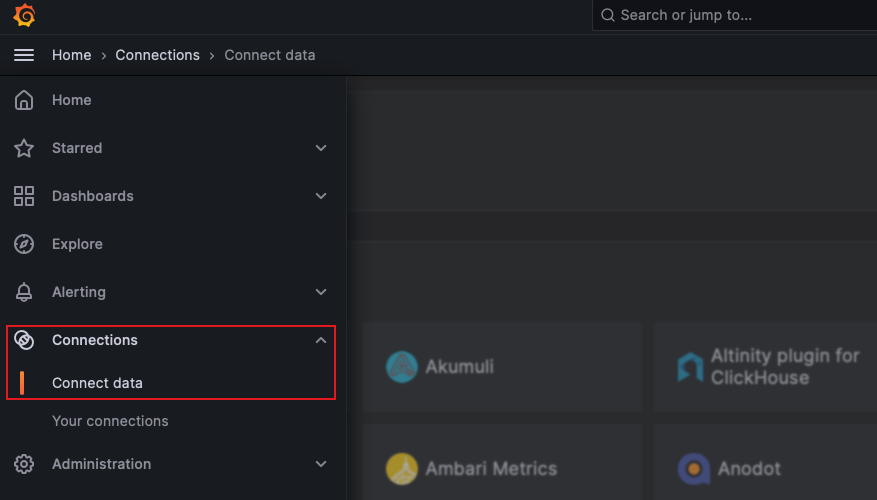 Search or jump to...
Home › Connections › Connect data
Home
Starred
Dashboards
Explore
Alerting
Connections
Connect data
Your connections
Administration
Akumuli
Altinity plugin for
ClickHouse
Ambari Metrics
Anodot